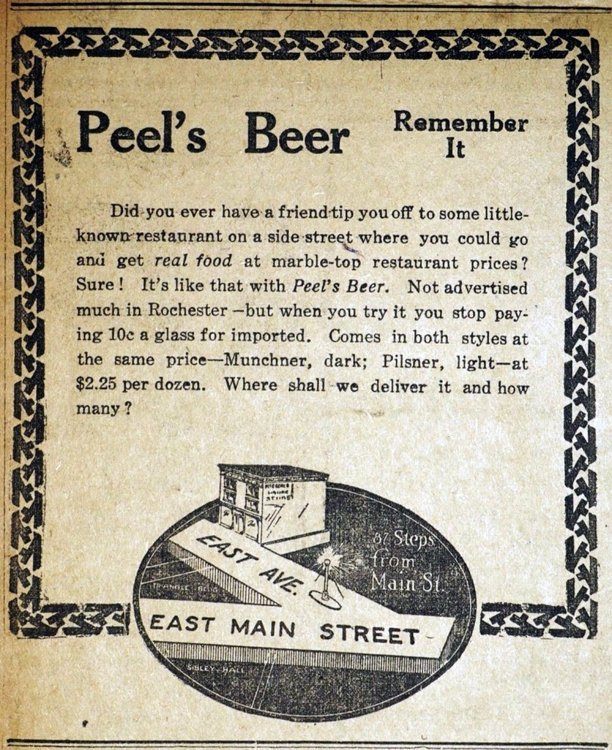 Peel's Beer
Remember
It
Did you ever have a friend tip you off to some little-
known restaurant on a side street where you could go
and get real food at marble-top restaurant prices?
Sure! It's like that with Peel's Beer. Not advertised
much in Rochester—but when you try it you stop pay-
ing 10c a glass for imported. Comes in both styles at
the same price—Munchner, dark; Pilsner, light—at
$2.25 per dozen. Where shall we deliver it and how
many?
EAST AVE.
87 Steps
from
Main St.
EAST MAIN STREET
SIBLEY, HALL